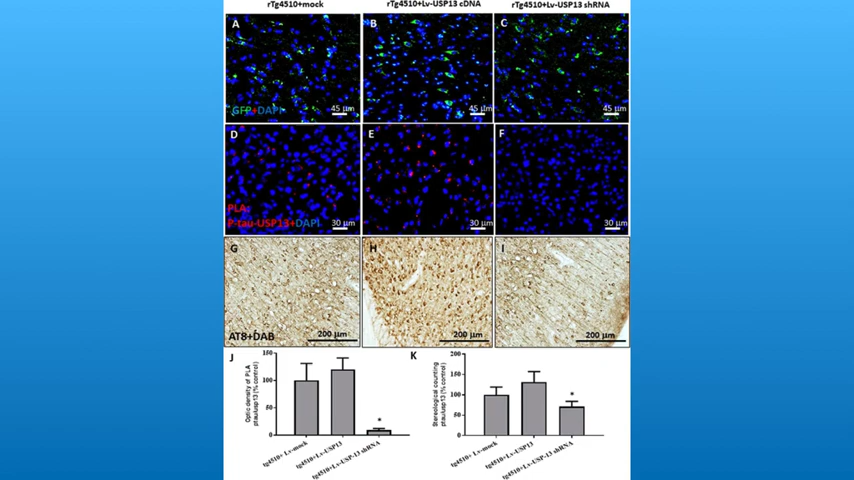 rTg4510+mock
rTg4510+Lv-USP13 cDNA
rTg4510+Lv-USP13 shRNA
A
B
C
GFP+DAPI
45 µm
45 µm
45 µm
D
E
F
PLA:
P-tau-USP13+DAPI
30 µm
30 µm
30 µm
G
H
I
AT8+DAB
200 µm
200 µm
200 µm
J
Optic density of PLA
ptau/usp13 (% control)
150
100
50
0
*
tg4510+ Lv-mock
tg4510+Lv-USP13
tg4510+Lv-USP-13 shRNA
K
Stereological counting
ptau/usp13 (% control)
200
150
100
50
0
*
tg4510+ Lv-mock
tg4510+Lv-USP13
tg4510+Lv-USP-13 shRNA